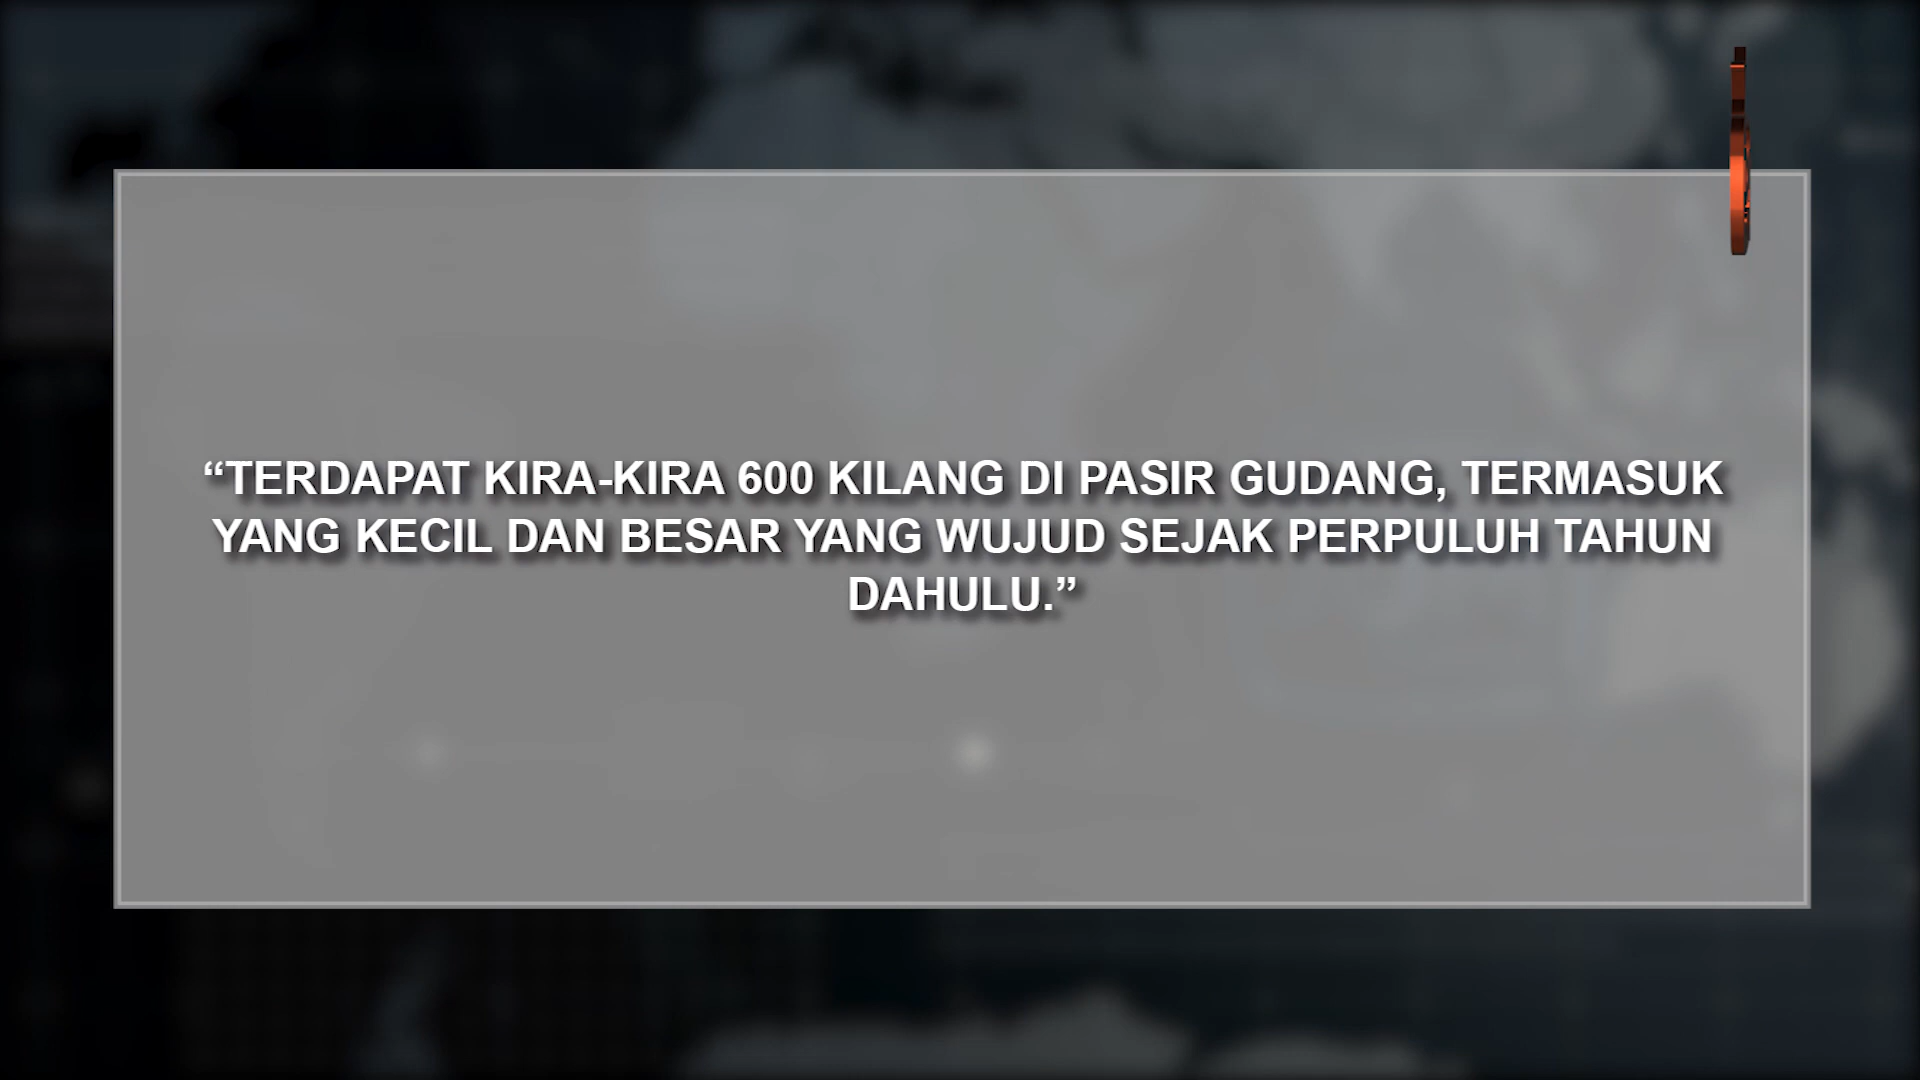 “TERDAPAT KIRA-KIRA 600 KILANG DI PASIR GUDANG, TERMASUK
YANG KECIL DAN BESAR YANG WUJUD SEJAK PERPULUH TAHUN
DAHULU.”